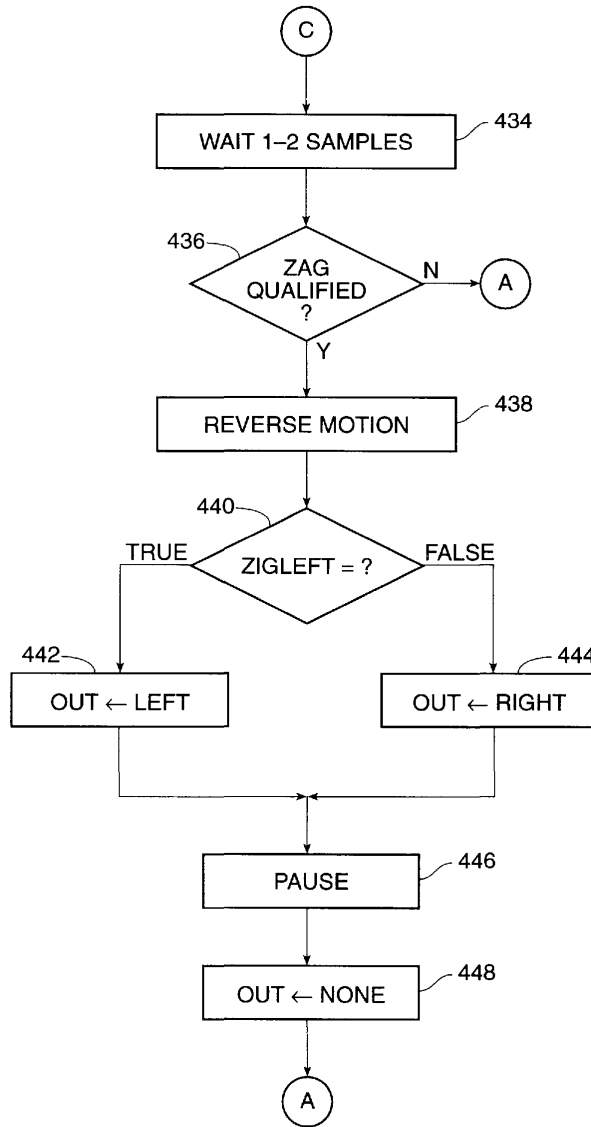 C
WAIT 1–2 SAMPLES
434
436
ZAG
QUALIFIED
?
N
A
Y
REVERSE MOTION
438
440
TRUE
ZIGLEFT = ?
FALSE
442
444
OUT ← LEFT
OUT ← RIGHT
446
PAUSE
448
OUT ← NONE
A